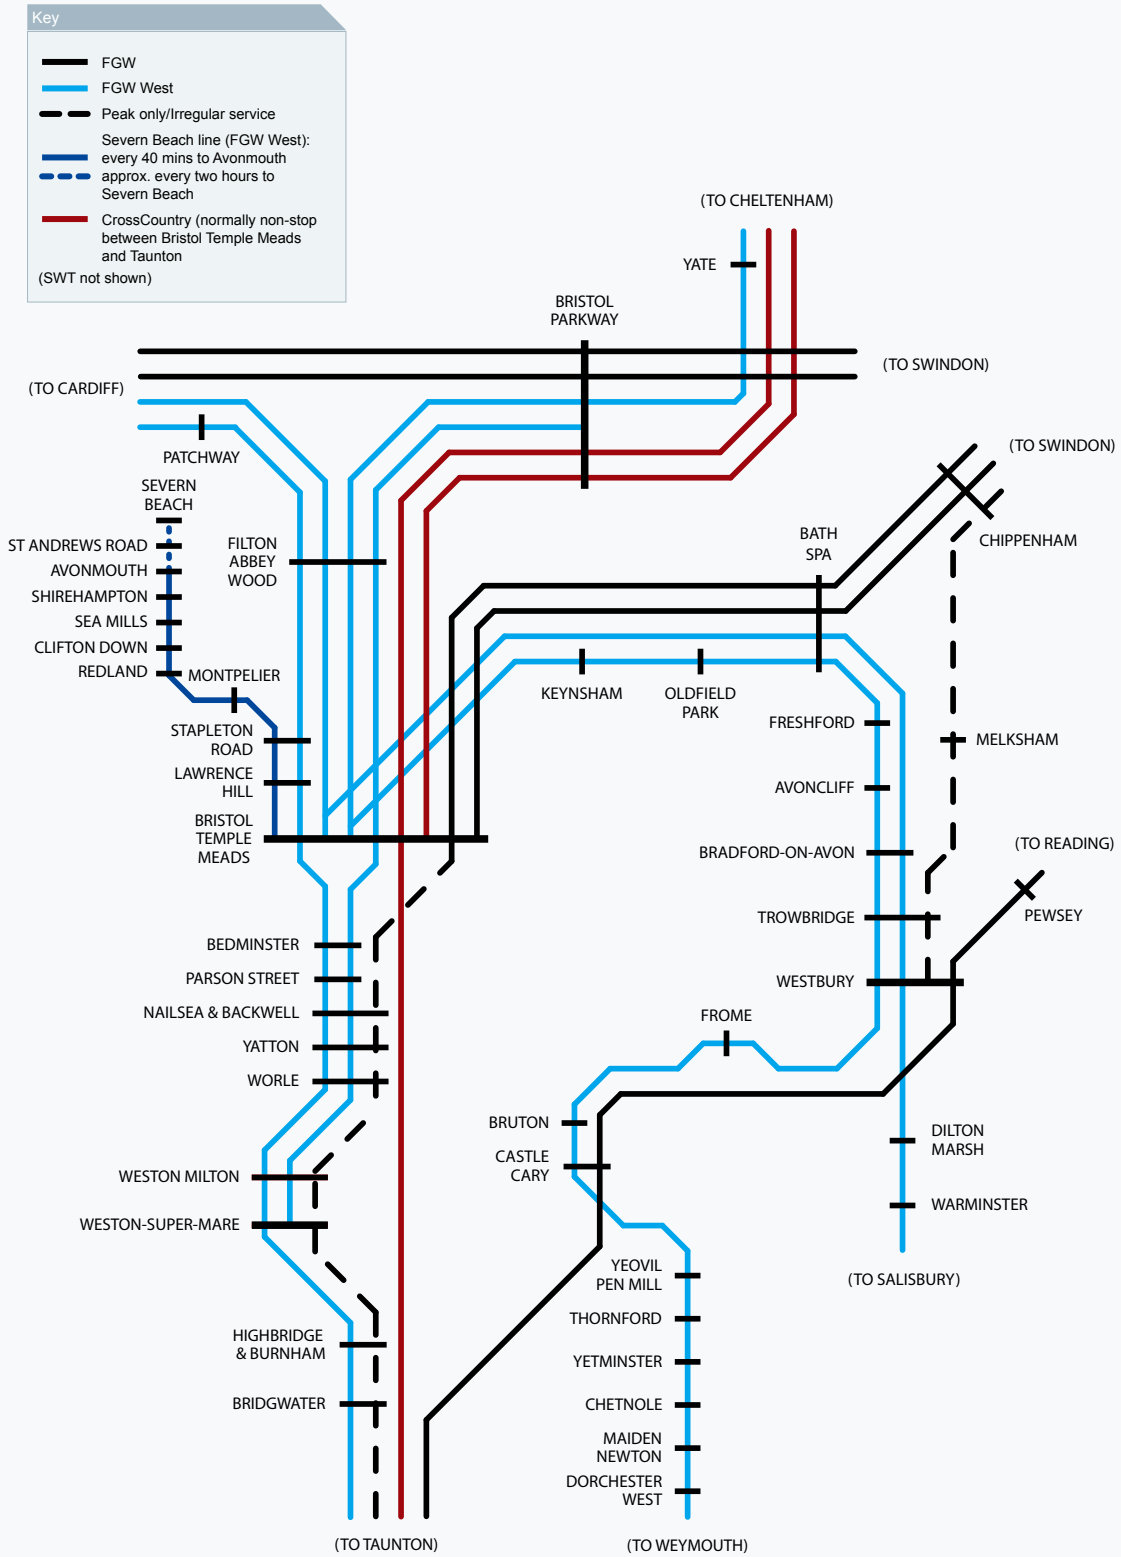 Key
FGW
FGW West
Peak only/Irregular service
Severn Beach line (FGW West):
every 40 mins to Avonmouth
approx. every two hours to
Severn Beach
CrossCountry (normally non-stop
between Bristol Temple Meads
and Taunton
(SWT not shown)
(TO CHELTENHAM)
YATE
BRISTOL
PARKWAY
(TO SWINDON)
(TO CARDIFF)
PATCHWAY
(TO SWINDON)
SEVERN
BEACH
ST ANDREWS ROAD
AVONMOUTH
SHIREHAMPTON
SEA MILLS
CLIFTON DOWN
REDLAND
MONTPELIER
FILTON
ABBEY
WOOD
BATH
SPA
CHIPPENHAM
KEYNSHAM
OLDFIELD
PARK
STAPLETON
ROAD
LAWRENCE
HILL
BRISTOL
TEMPLE
MEADS
FRESHFORD
MELKSHAM
AVONCLIFF
BRADFORD-ON-AVON
(TO READING)
PEWSEY
TROWBRIDGE
WESTBURY
BEDMINSTER
PARSON STREET
NAILSEA & BACKWELL
YATTON
WORLE
FROME
BRUTON
CASTLE
CARY
DILTON
MARSH
WARMINSTER
(TO SALISBURY)
WESTON MILTON
WESTON-SUPER-MARE
YEOVIL
PEN MILL
THORNFORD
YETMINSTER
CHETNOLE
MAIDEN
NEWTON
DORCHESTER
WEST
HIGHBRIDGE
& BURNHAM
BRIDGWATER
(TO TAUNTON)
(TO WEYMOUTH)